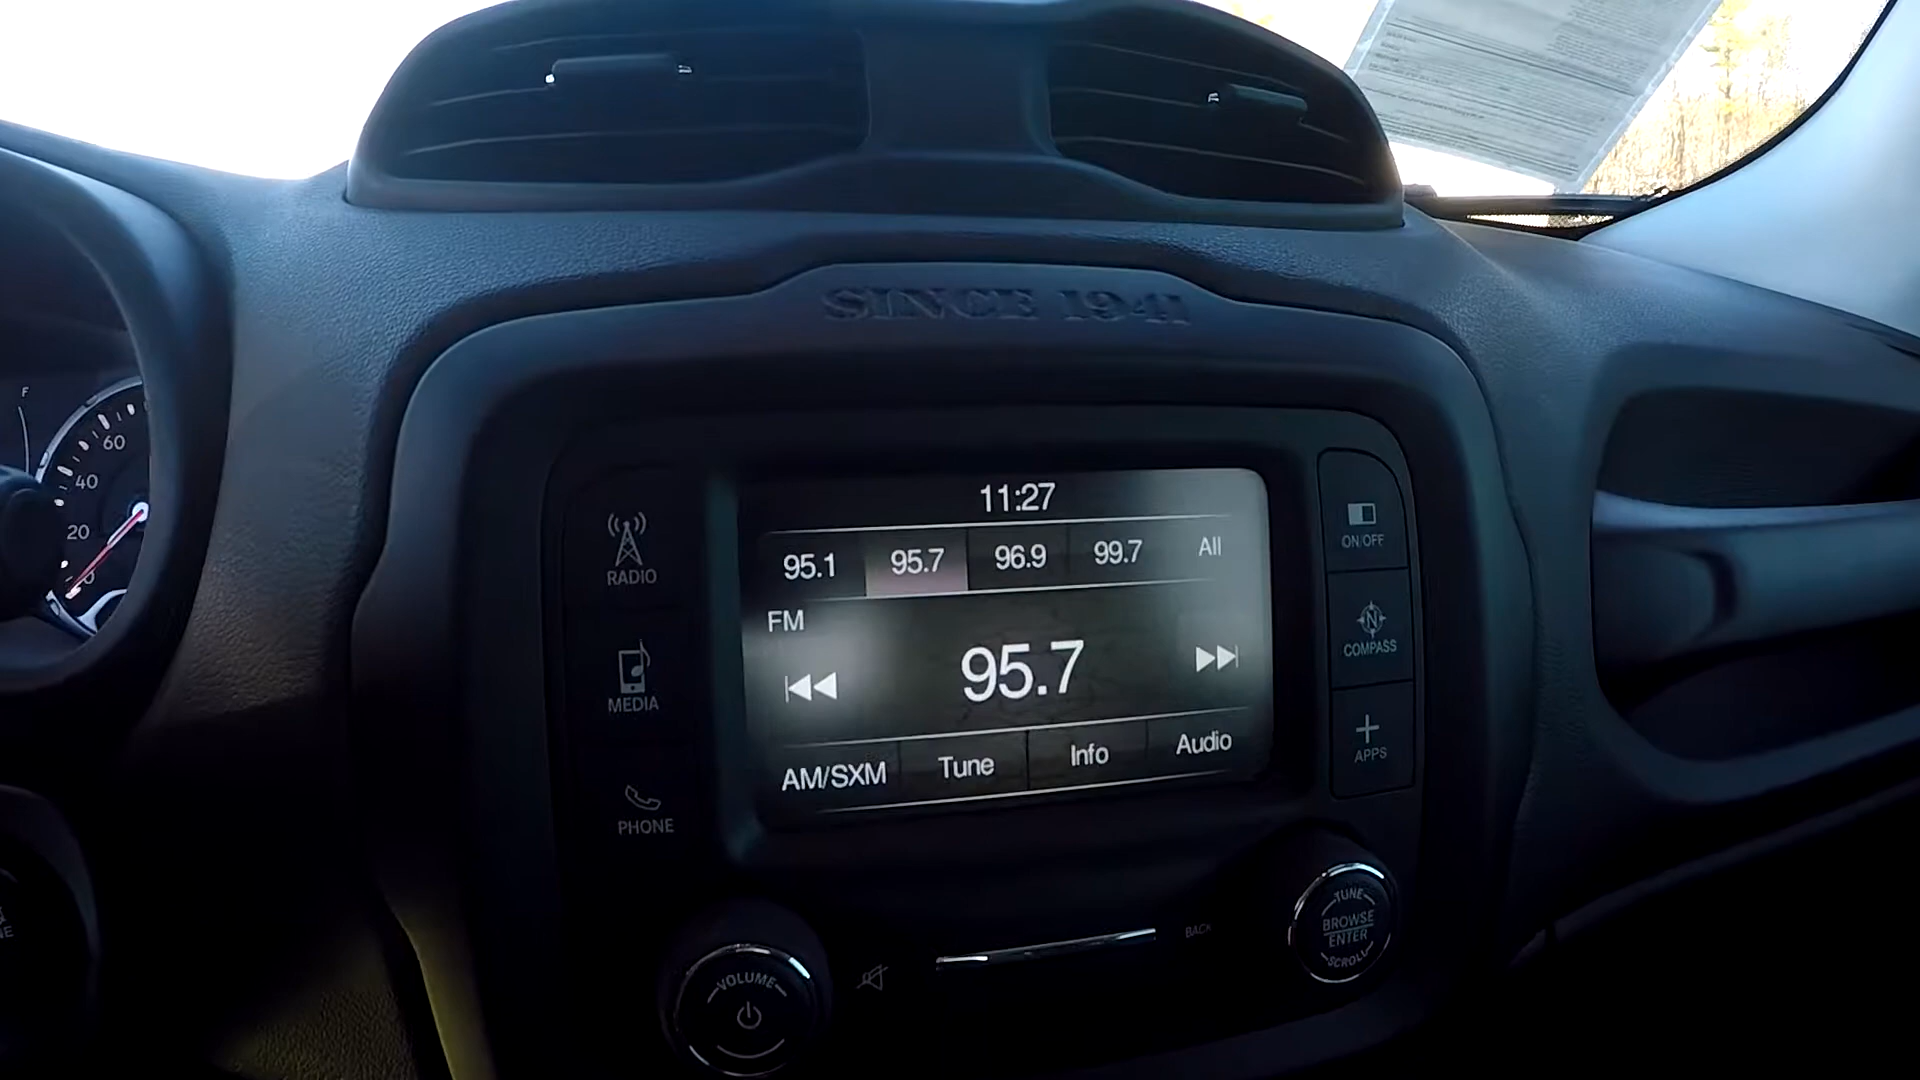 SINCE 1941
F
60
40
20
0
RADIO
MEDIA
PHONE
11:27
95.1 95.7 96.9 99.7 All
FM
95.7
AM/SXM Tune Info Audio
ON/OFF
N
COMPASS
APPS
VOLUME
BACK
TUNE
BROWSE
ENTER
SCROLL